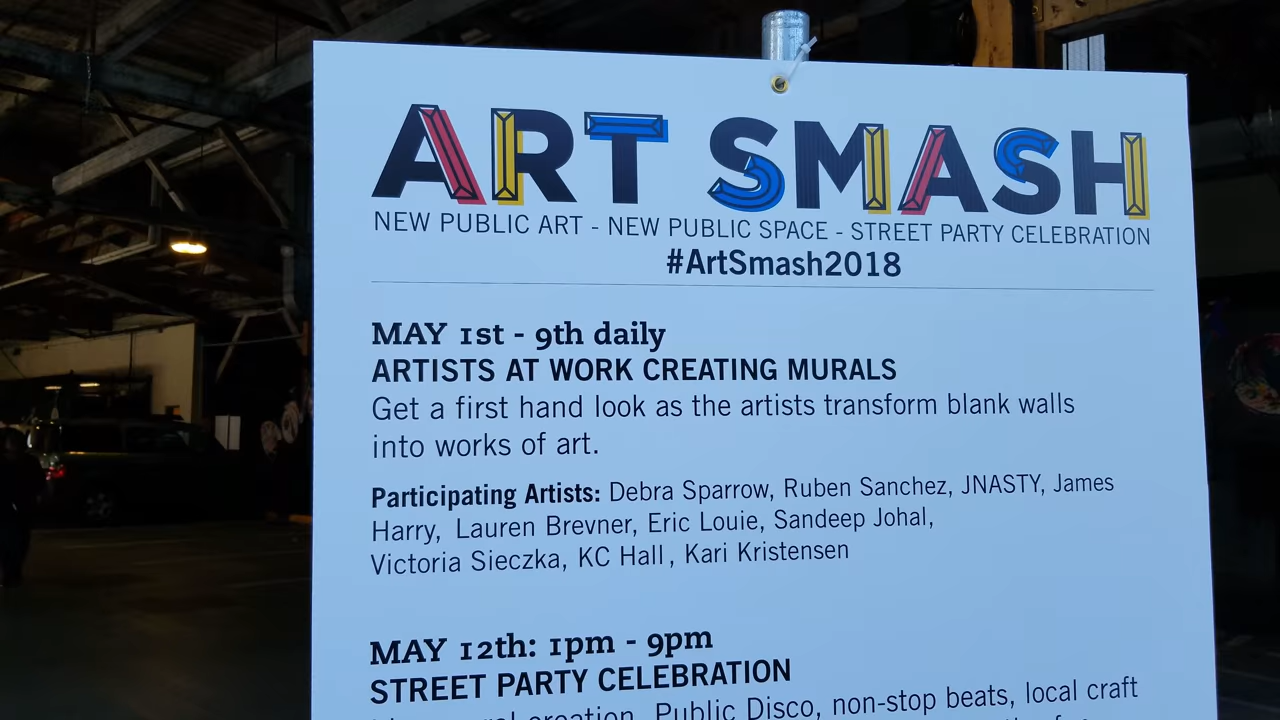 ART SMASH
NEW PUBLIC ART - NEW PUBLIC SPACE - STREET PARTY CELEBRATION
#ArtSmash2018
MAY 1st - 9th daily
ARTISTS AT WORK CREATING MURALS
Get a first hand look as the artists transform blank walls
into works of art.
Participating Artists: Debra Sparrow, Ruben Sanchez, JNASTY, James
Harry, Lauren Brevner, Eric Louie, Sandeep Johal,
Victoria Sieczka, KC Hall, Kari Kristensen
MAY 12th: 1pm - 9pm
STREET PARTY CELEBRATION
creation, Public Disco, non-stop beats, local craft